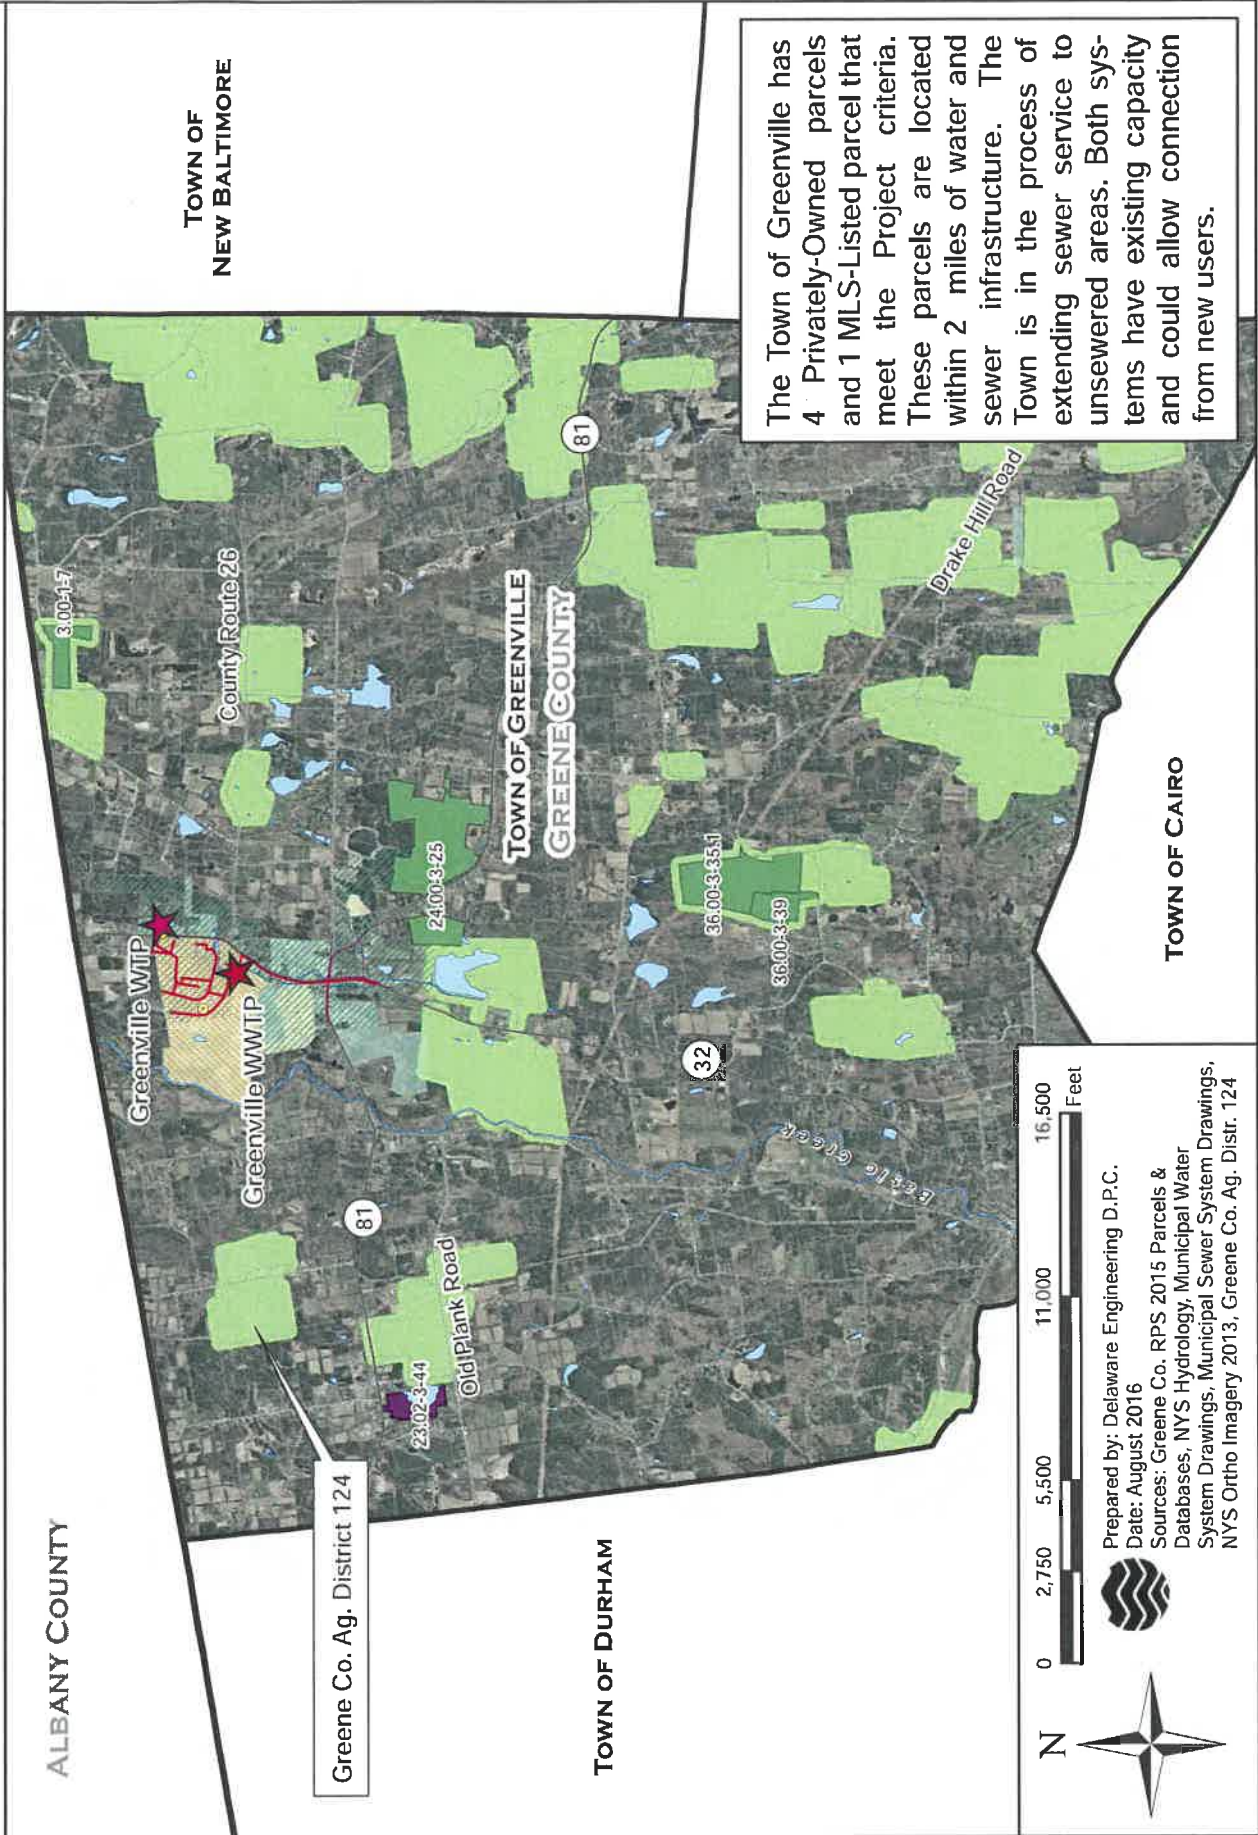 ALBANY COUNTY
TOWN OF
NEW BALTIMORE
Greenville WTP
Greenville WWTP
3.00-1-7
County Route 26
Greene Co. Ag. District 124
81
24.00-3-25
23.02-3-44
Old Plank Road
TOWN OF GREENVILLE
GREENE COUNTY
81
TOWN OF DURHAM
32
36.00-3-35.1
36.00-3-39
Basic Creek
Drake Hill Road
TOWN OF CAIRO
The Town of Greenville has
4 Privately-Owned parcels
and 1 MLS-Listed parcel that
meet the Project criteria.
These parcels are located
within 2 miles of water and
sewer infrastructure. The
Town is in the process of
extending sewer service to
unsewered areas. Both sys-
tems have existing capacity
and could allow connection
from new users.
N
0 2,750 5,500 11,000 16,500
Feet
Prepared by: Delaware Engineering D.P.C.
Date: August 2016
Sources: Greene Co. RPS 2015 Parcels &
Databases, NYS Hydrology, Municipal Water
System Drawings, Municipal Sewer System Drawings,
NYS Ortho Imagery 2013, Greene Co. Ag. Distr. 124